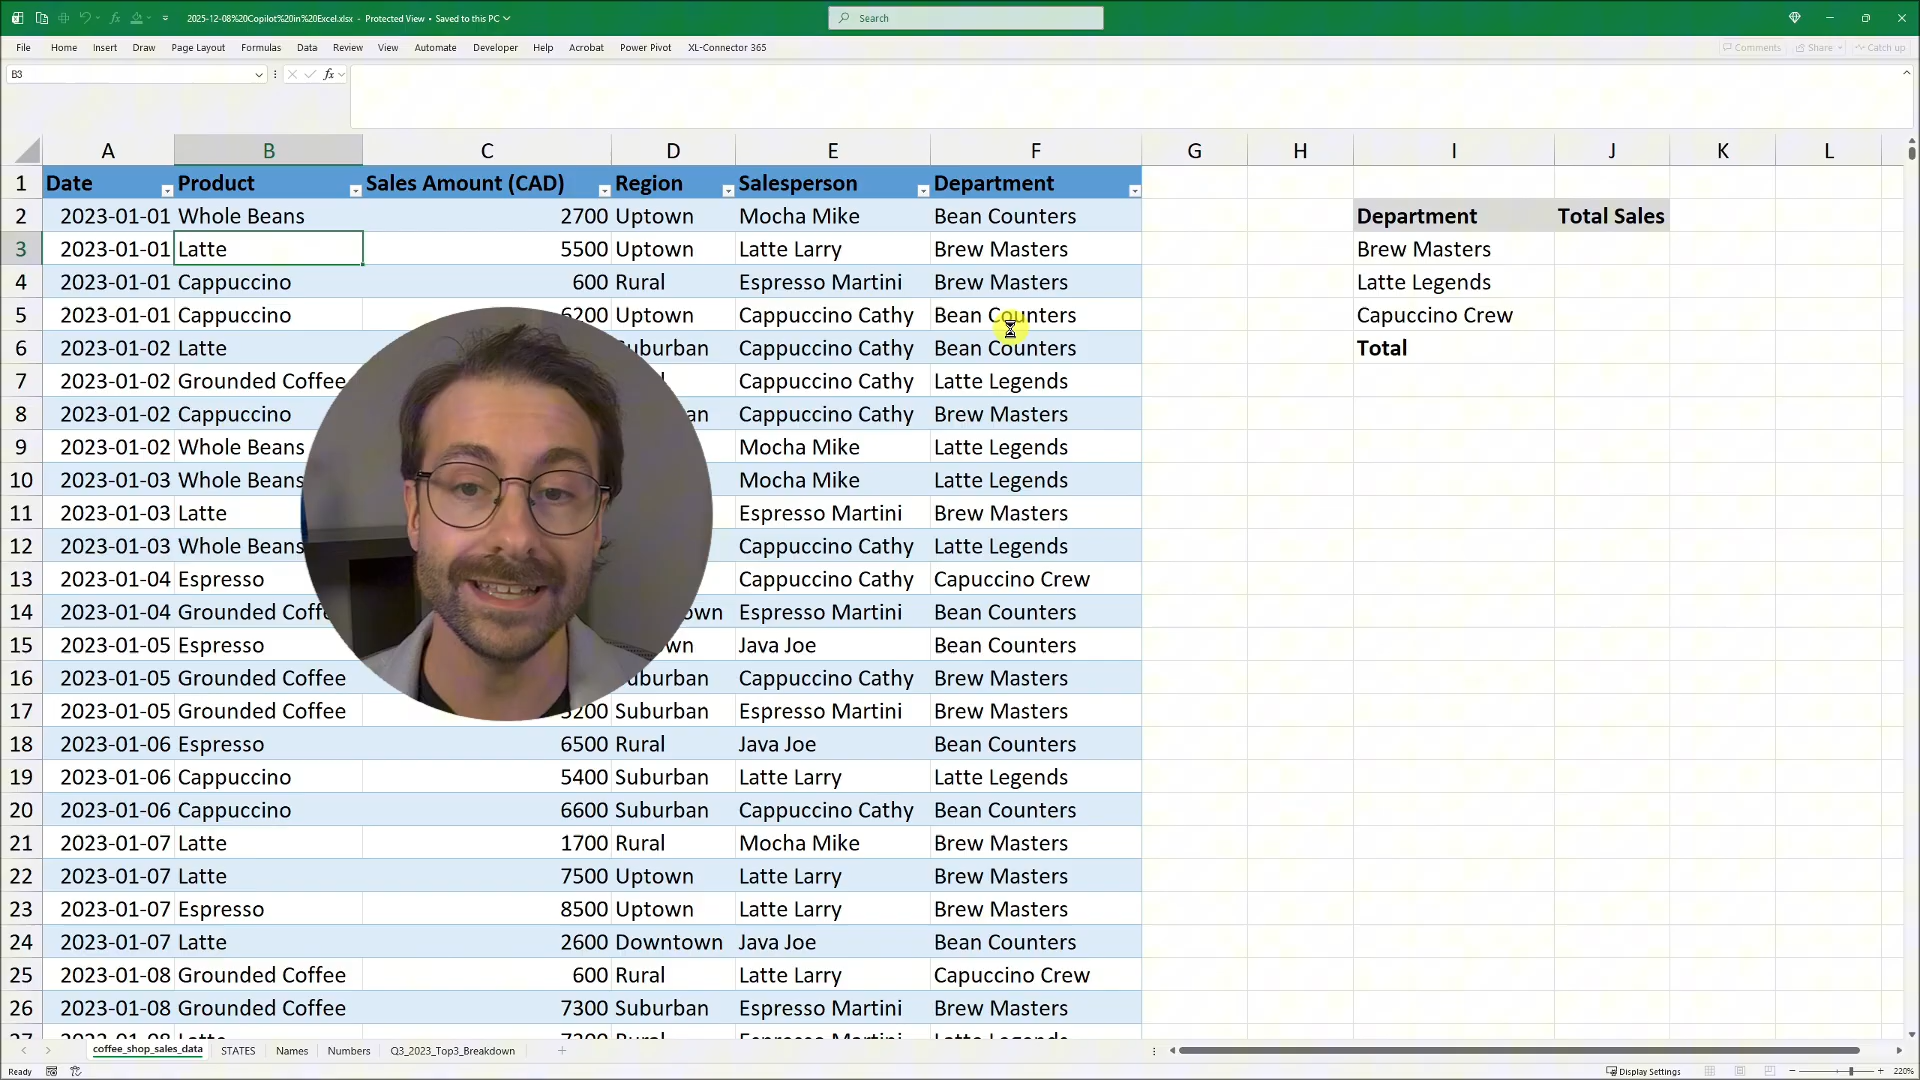 2025-12-08%20Copilot%20in%20Excel.xlsx • Protected View • Saved to this PC
Search
File Home Insert Draw Page Layout Formulas Data Review View Automate Developer Help Acrobat Power Pivot XL-Connector 365
Comments Share Catch up
B3 fx
A B C D E F G H I J K L
1 Date Product Sales Amount (CAD) Region Salesperson Department
2 2023-01-01 Whole Beans 2700 Uptown Mocha Mike Bean Counters Department Total Sales
3 2023-01-01 Latte 5500 Uptown Latte Larry Brew Masters Brew Masters
4 2023-01-01 Cappuccino 600 Rural Espresso Martini Brew Masters Latte Legends
5 2023-01-01 Cappuccino 6200 Uptown Cappuccino Cathy Bean Counters Capuccino Crew
6 2023-01-02 Latte uburban Cappuccino Cathy Bean Counters Total
7 2023-01-02 Grounded Coffee Cappuccino Cathy Latte Legends
8 2023-01-02 Cappuccino an Cappuccino Cathy Brew Masters
9 2023-01-02 Whole Beans Mocha Mike Latte Legends
10 2023-01-03 Whole Beans Mocha Mike Latte Legends
11 2023-01-03 Latte Espresso Martini Brew Masters
12 2023-01-03 Whole Beans Cappuccino Cathy Latte Legends
13 2023-01-04 Espresso Cappuccino Cathy Capuccino Crew
14 2023-01-04 Grounded Coff own Espresso Martini Bean Counters
15 2023-01-05 Espresso wn Java Joe Bean Counters
16 2023-01-05 Grounded Coffee uburban Cappuccino Cathy Brew Masters
17 2023-01-05 Grounded Coffee 200 Suburban Espresso Martini Brew Masters
18 2023-01-06 Espresso 6500 Rural Java Joe Bean Counters
19 2023-01-06 Cappuccino 5400 Suburban Latte Larry Latte Legends
20 2023-01-06 Cappuccino 6600 Suburban Cappuccino Cathy Bean Counters
21 2023-01-07 Latte 1700 Rural Mocha Mike Brew Masters
22 2023-01-07 Latte 7500 Uptown Latte Larry Brew Masters
23 2023-01-07 Espresso 8500 Uptown Latte Larry Brew Masters
24 2023-01-07 Latte 2600 Downtown Java Joe Bean Counters
25 2023-01-08 Grounded Coffee 600 Rural Latte Larry Capuccino Crew
26 2023-01-08 Grounded Coffee 7300 Suburban Espresso Martini Brew Masters
coffee_shop_sales_data STATES Names Numbers Q3_2023_Top3_Breakdown
Ready Display Settings 220%